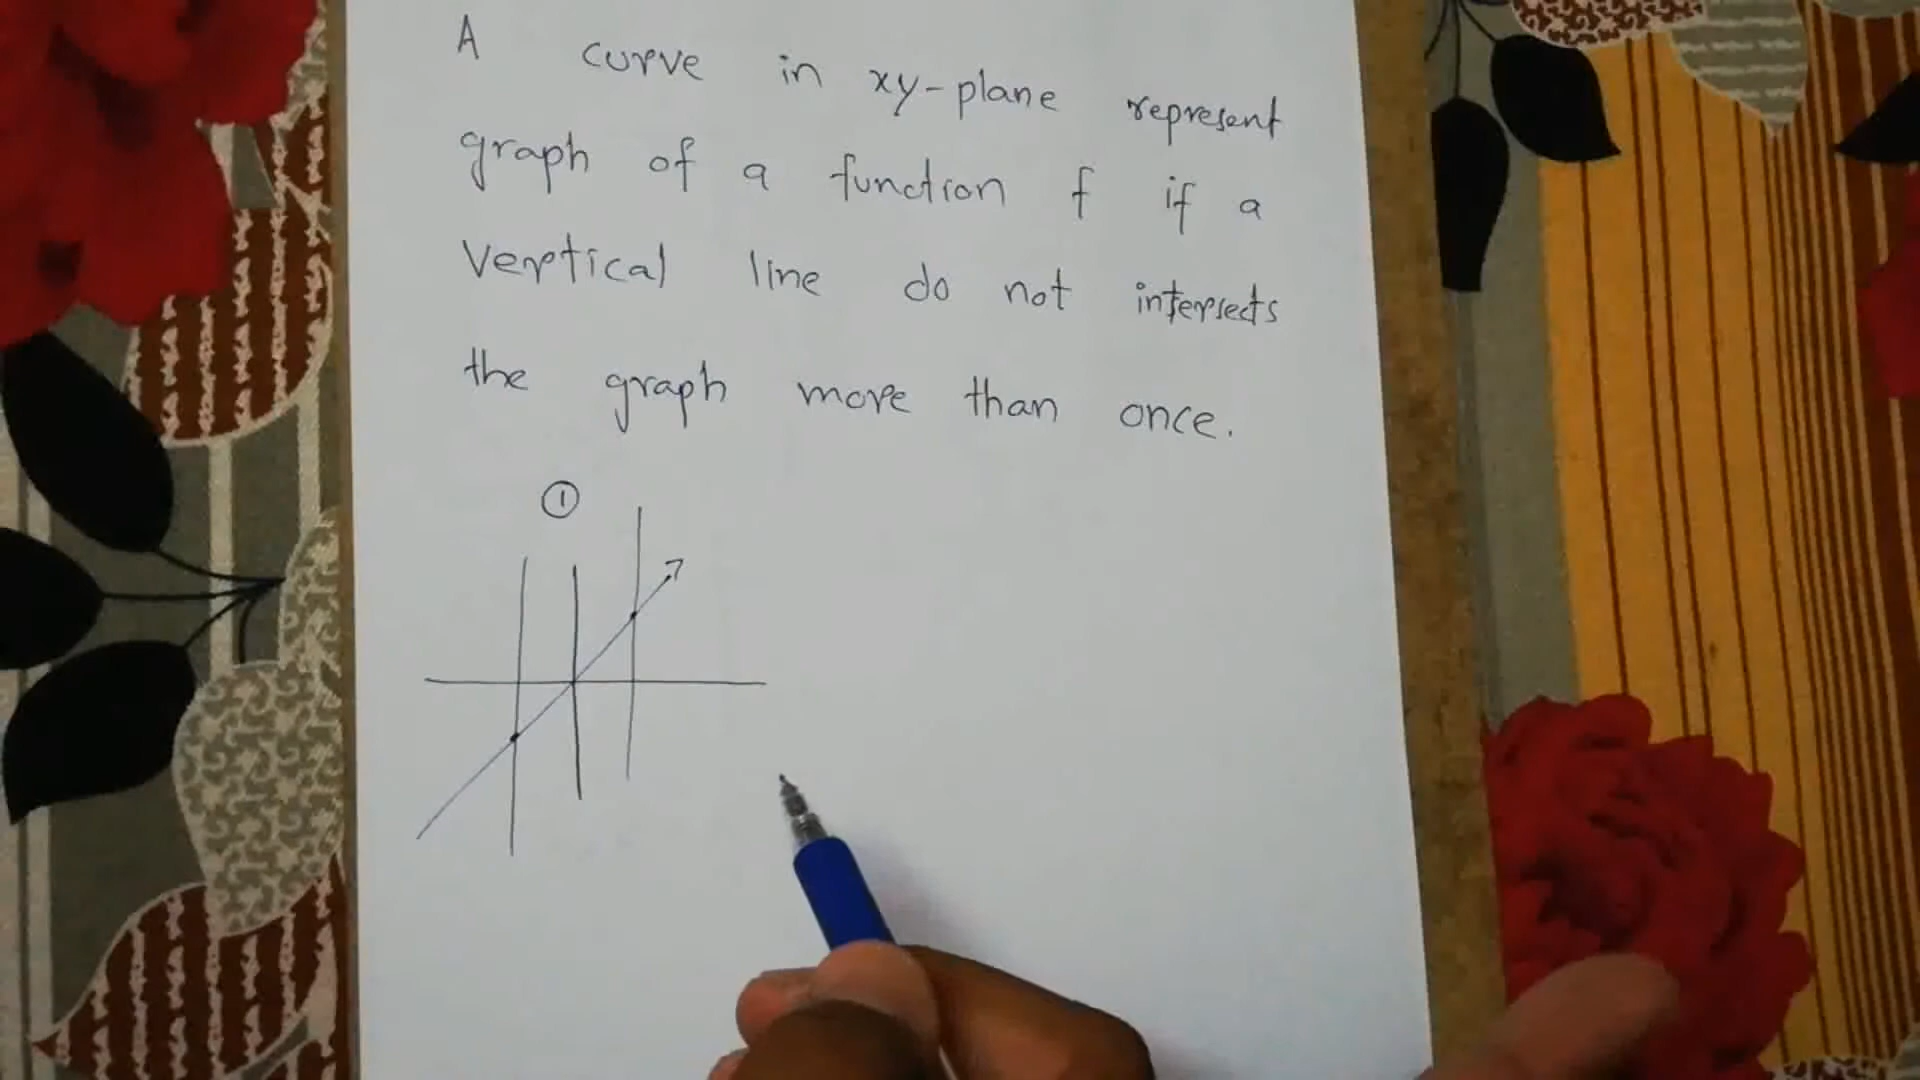 A curve in xy-plane represent
graph of a function f if a
vertical line do not intersects
the graph more than once.
①